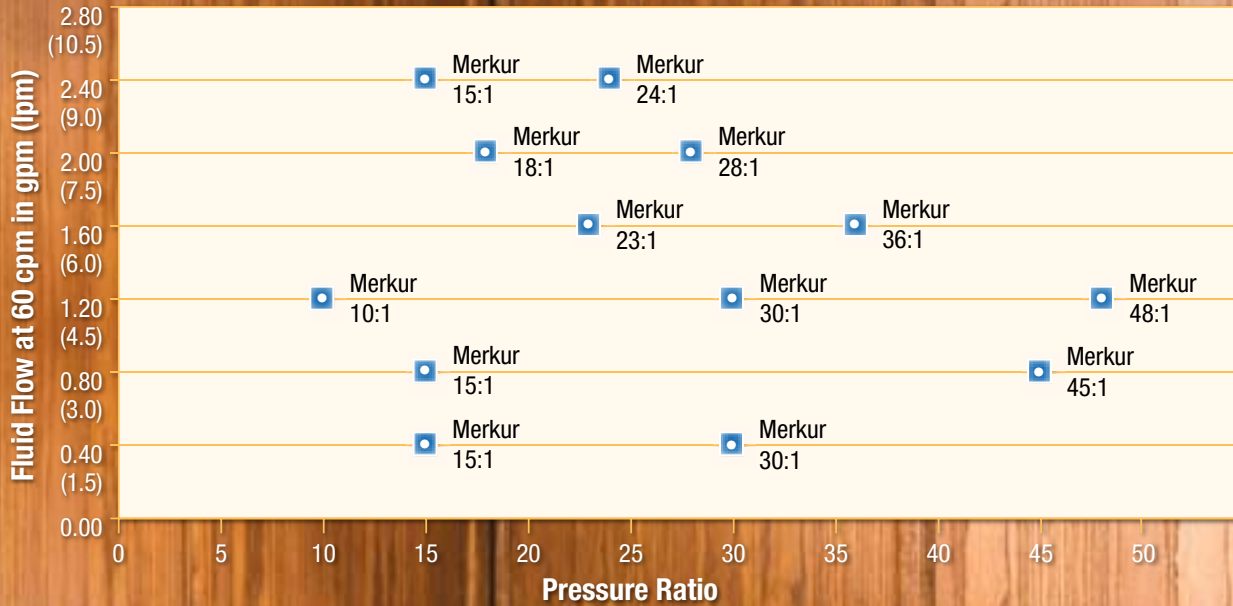 Fluid Flow at 60 cpm in gpm (lpm)
2.80
(10.5)
2.40
(9.0)
2.00
(7.5)
1.60
(6.0)
1.20
(4.5)
0.80
(3.0)
0.40
(1.5)
0.00
Merkur
15:1
Merkur
24:1
Merkur
18:1
Merkur
28:1
Merkur
23:1
Merkur
36:1
Merkur
10:1
Merkur
30:1
Merkur
48:1
Merkur
15:1
Merkur
45:1
Merkur
15:1
Merkur
30:1
0 5 10 15 20 25 30 35 40 45 50
Pressure Ratio